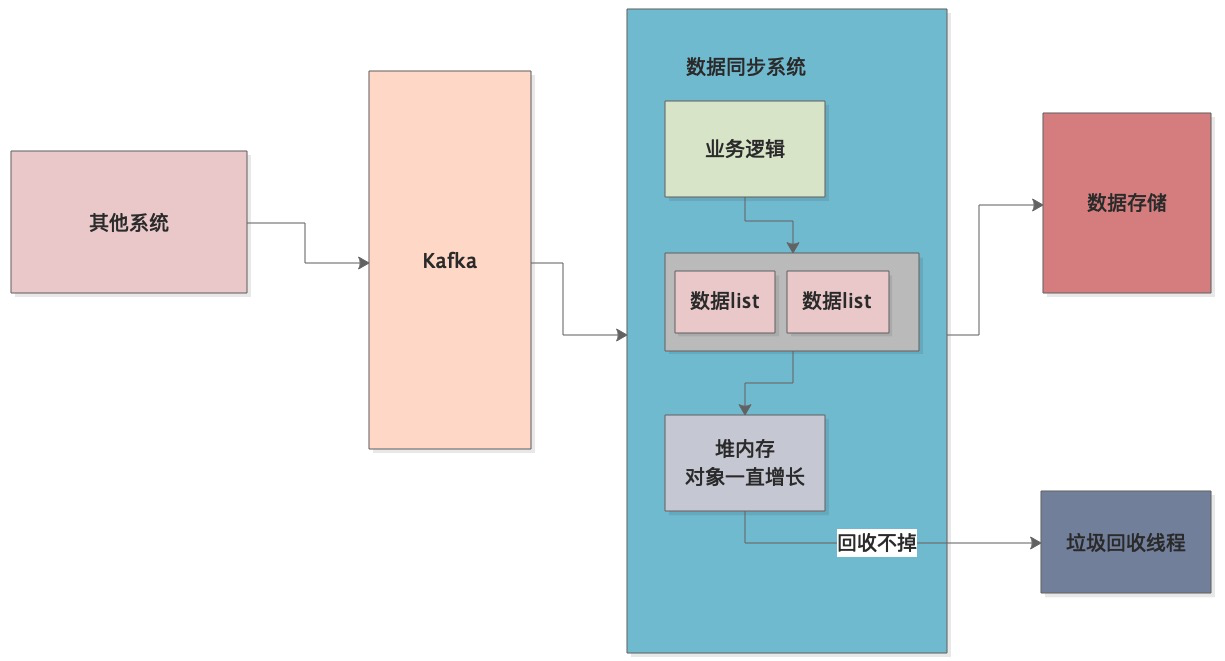 其他系统
Kafka
数据同步系统
业务逻辑
数据list
数据list
堆内存
对象一直增长
回收不掉
数据存储
垃圾回收线程